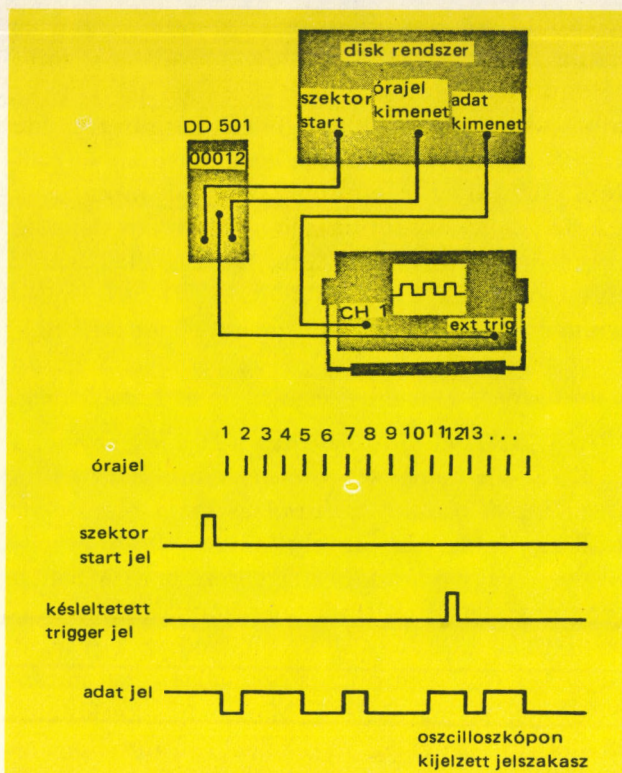 disk rendszer
szektor
start
órajel
kimenet
adat
kimenet
DD 501
00012
CH 1
ext trig
1 2 3 4 5 6 7 8 9 10 11 12 13 . . .
órajel
szektor
start jel
késleltetett
trigger jel
adat jel
oszcilloszkópon
kijelzett jelszakasz